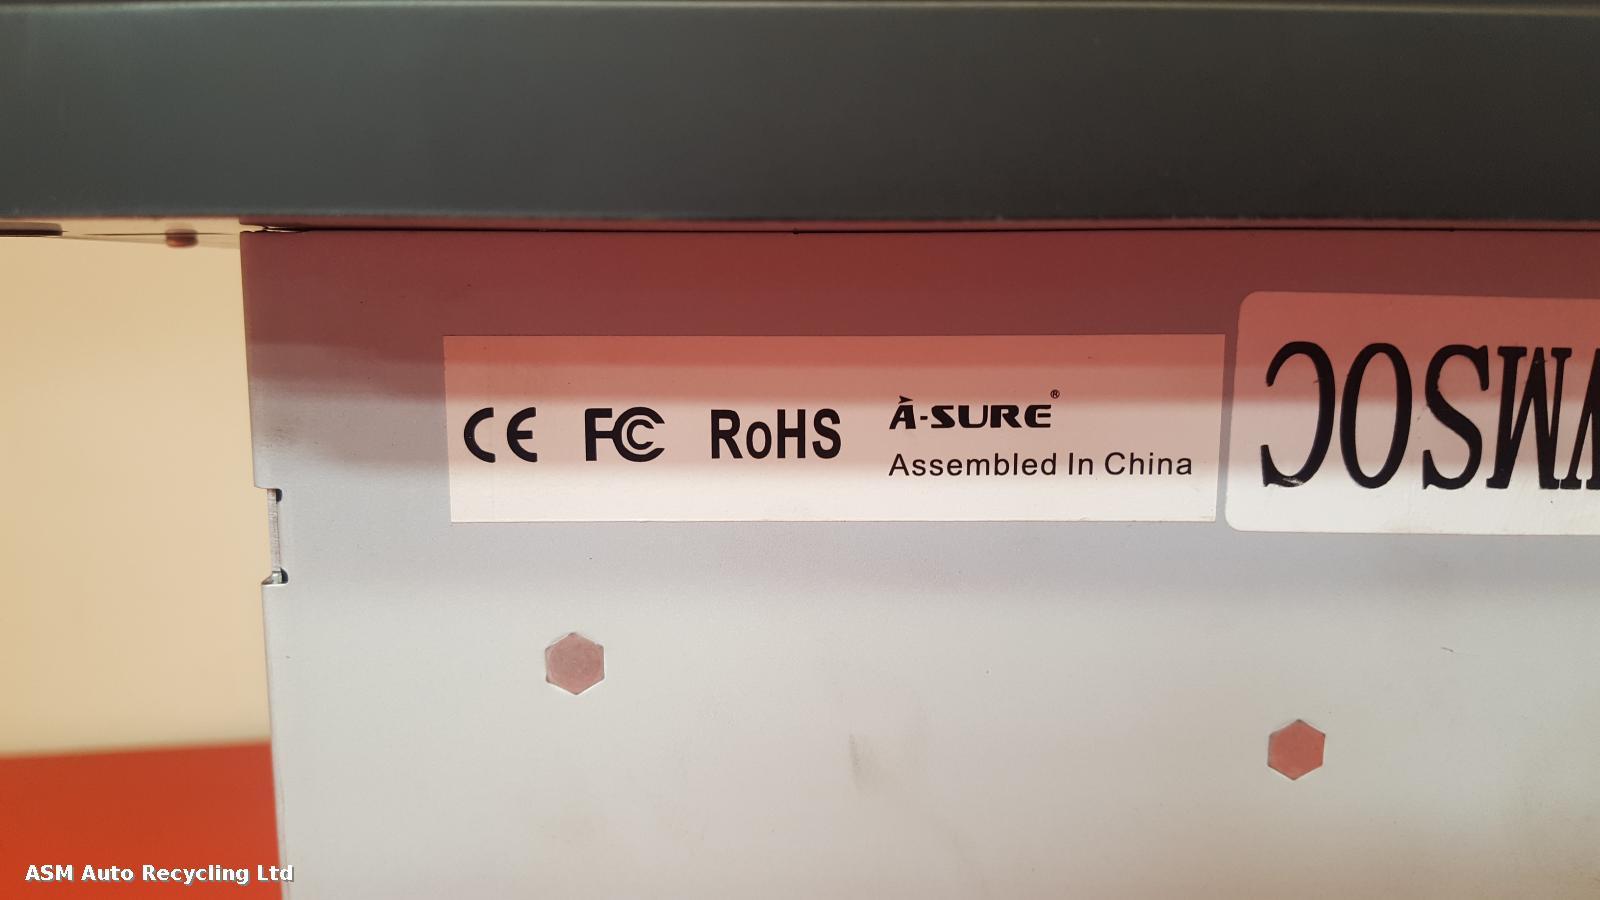 CE FC RoHS A-SURE®
Assembled In China
ASM Auto Recycling Ltd